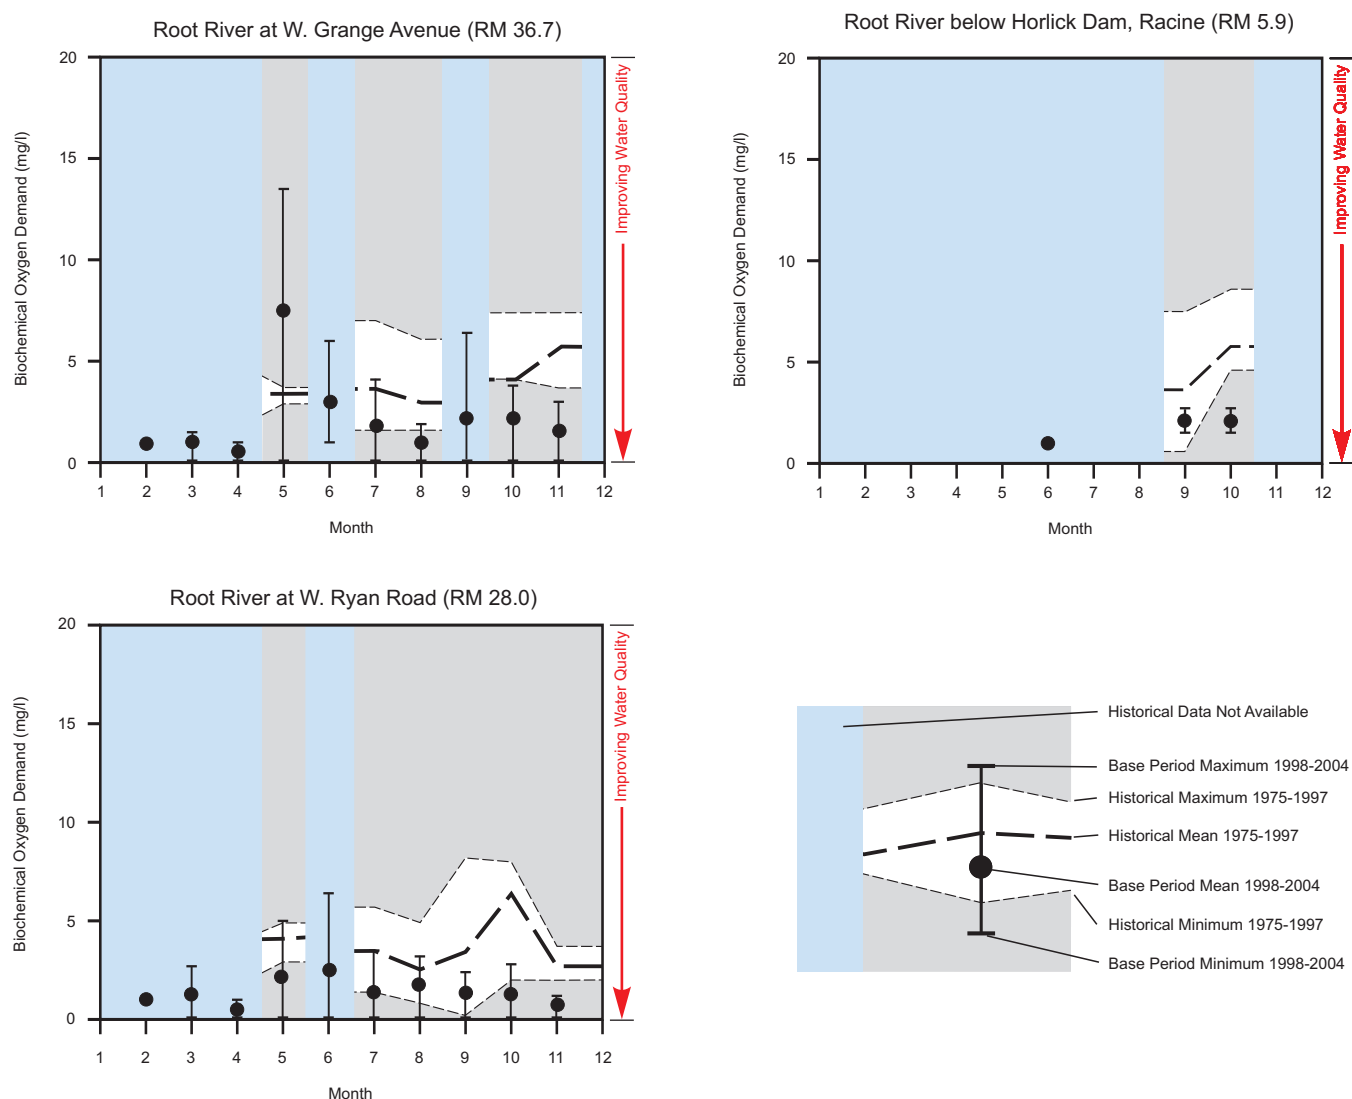 Root River at W. Grange Avenue (RM 36.7)
20
15
10
5
0
Biochemical Oxygen Demand (mg/l)
1 2 3 4 5 6 7 8 9 10 11 12
Month
Improving Water Quality
Root River below Horlick Dam, Racine (RM 5.9)
20
15
10
5
0
Biochemical Oxygen Demand (mg/l)
1 2 3 4 5 6 7 8 9 10 11 12
Month
Improving Water Quality
Root River at W. Ryan Road (RM 28.0)
20
15
10
5
0
Biochemical Oxygen Demand (mg/l)
1 2 3 4 5 6 7 8 9 10 11 12
Month
Improving Water Quality
Historical Data Not Available
Base Period Maximum 1998-2004
Historical Maximum 1975-1997
Historical Mean 1975-1997
Base Period Mean 1998-2004
Historical Minimum 1975-1997
Base Period Minimum 1998-2004